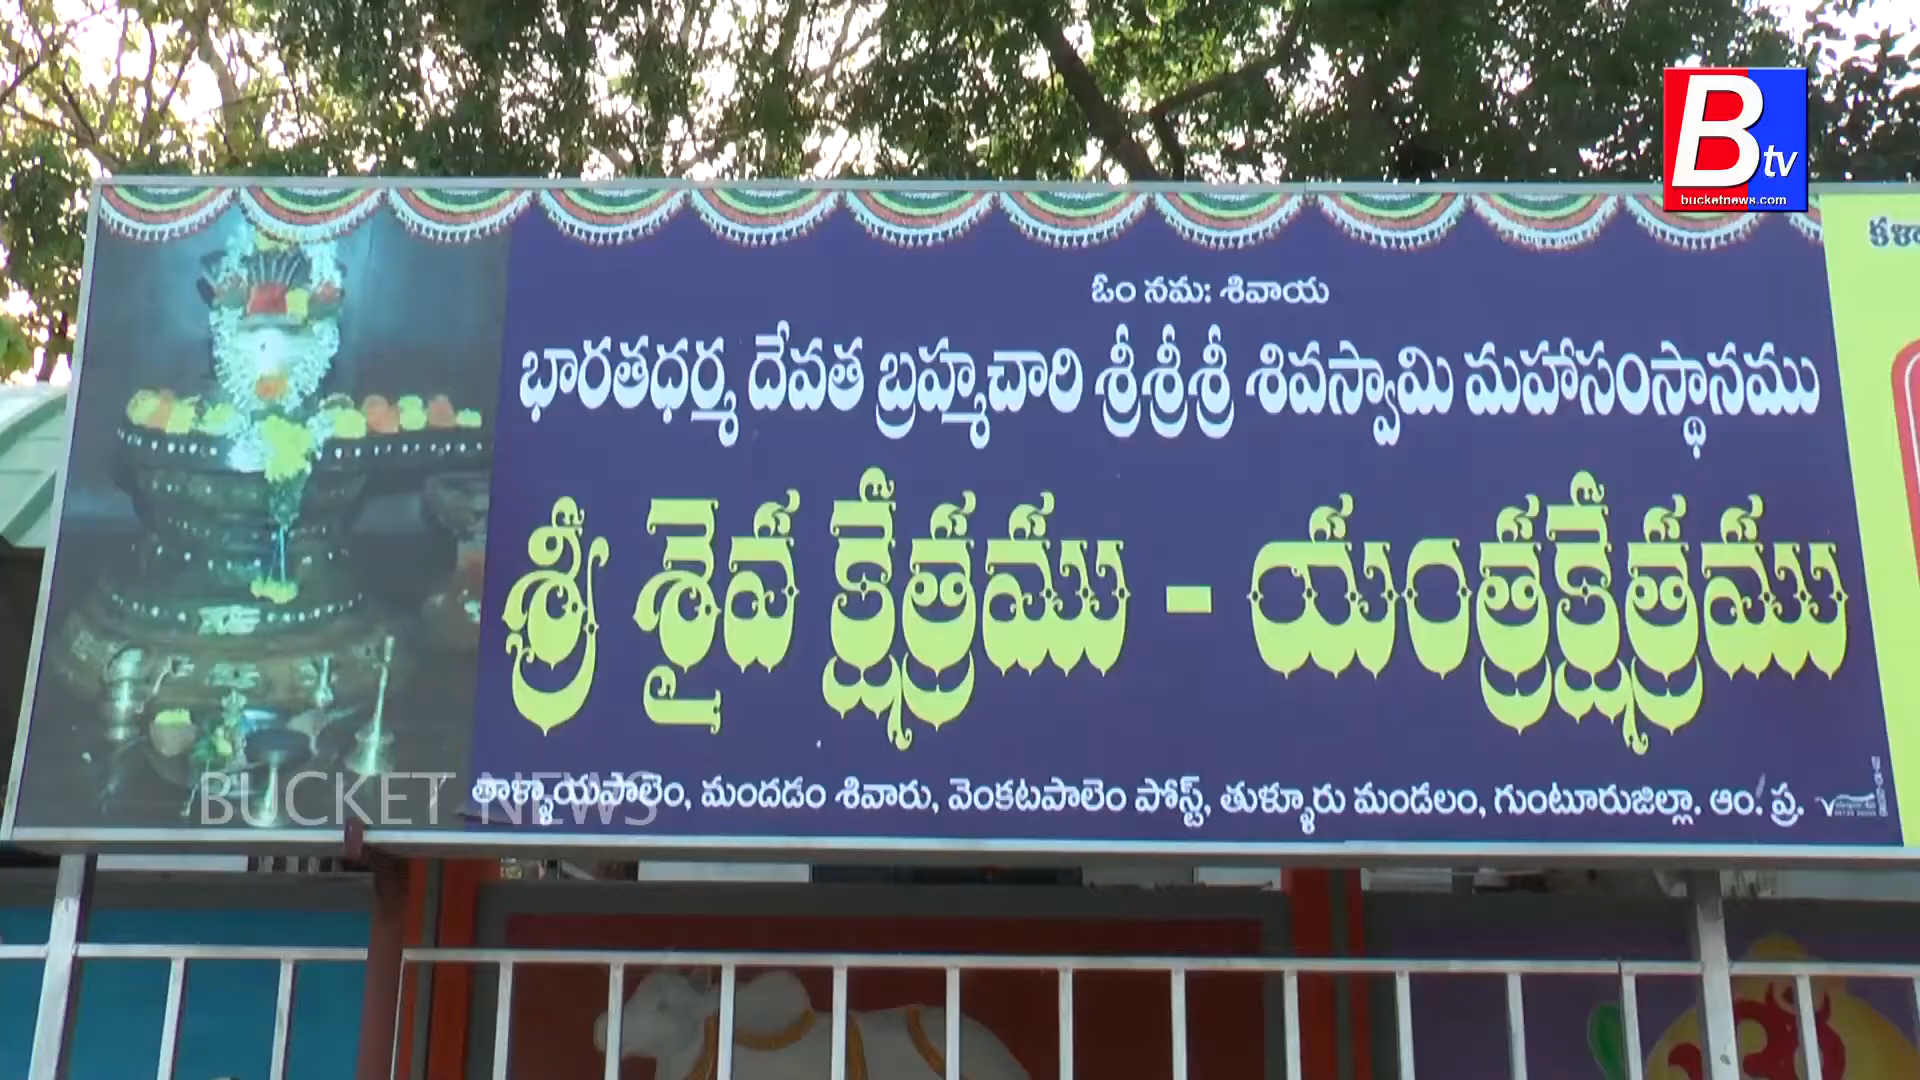 B tv
bucketnews.com
ఓం నమః శివాయ
భారతధర్మ దేవత బ్రహ్మచారి శ్రీశ్రీశ్రీ శివస్వామి మహాసంస్థానము
శ్రీ శైవ క్షేత్రము - యంత్రక్షేత్రము
తాళ్ళాయపాలెం, మందడం శివారు, వెంకటపాలెం పోస్ట్, తుళ్ళూరు మండలం, గుంటూరుజిల్లా. ఆం. ప్ర.
BUCKET NEWS